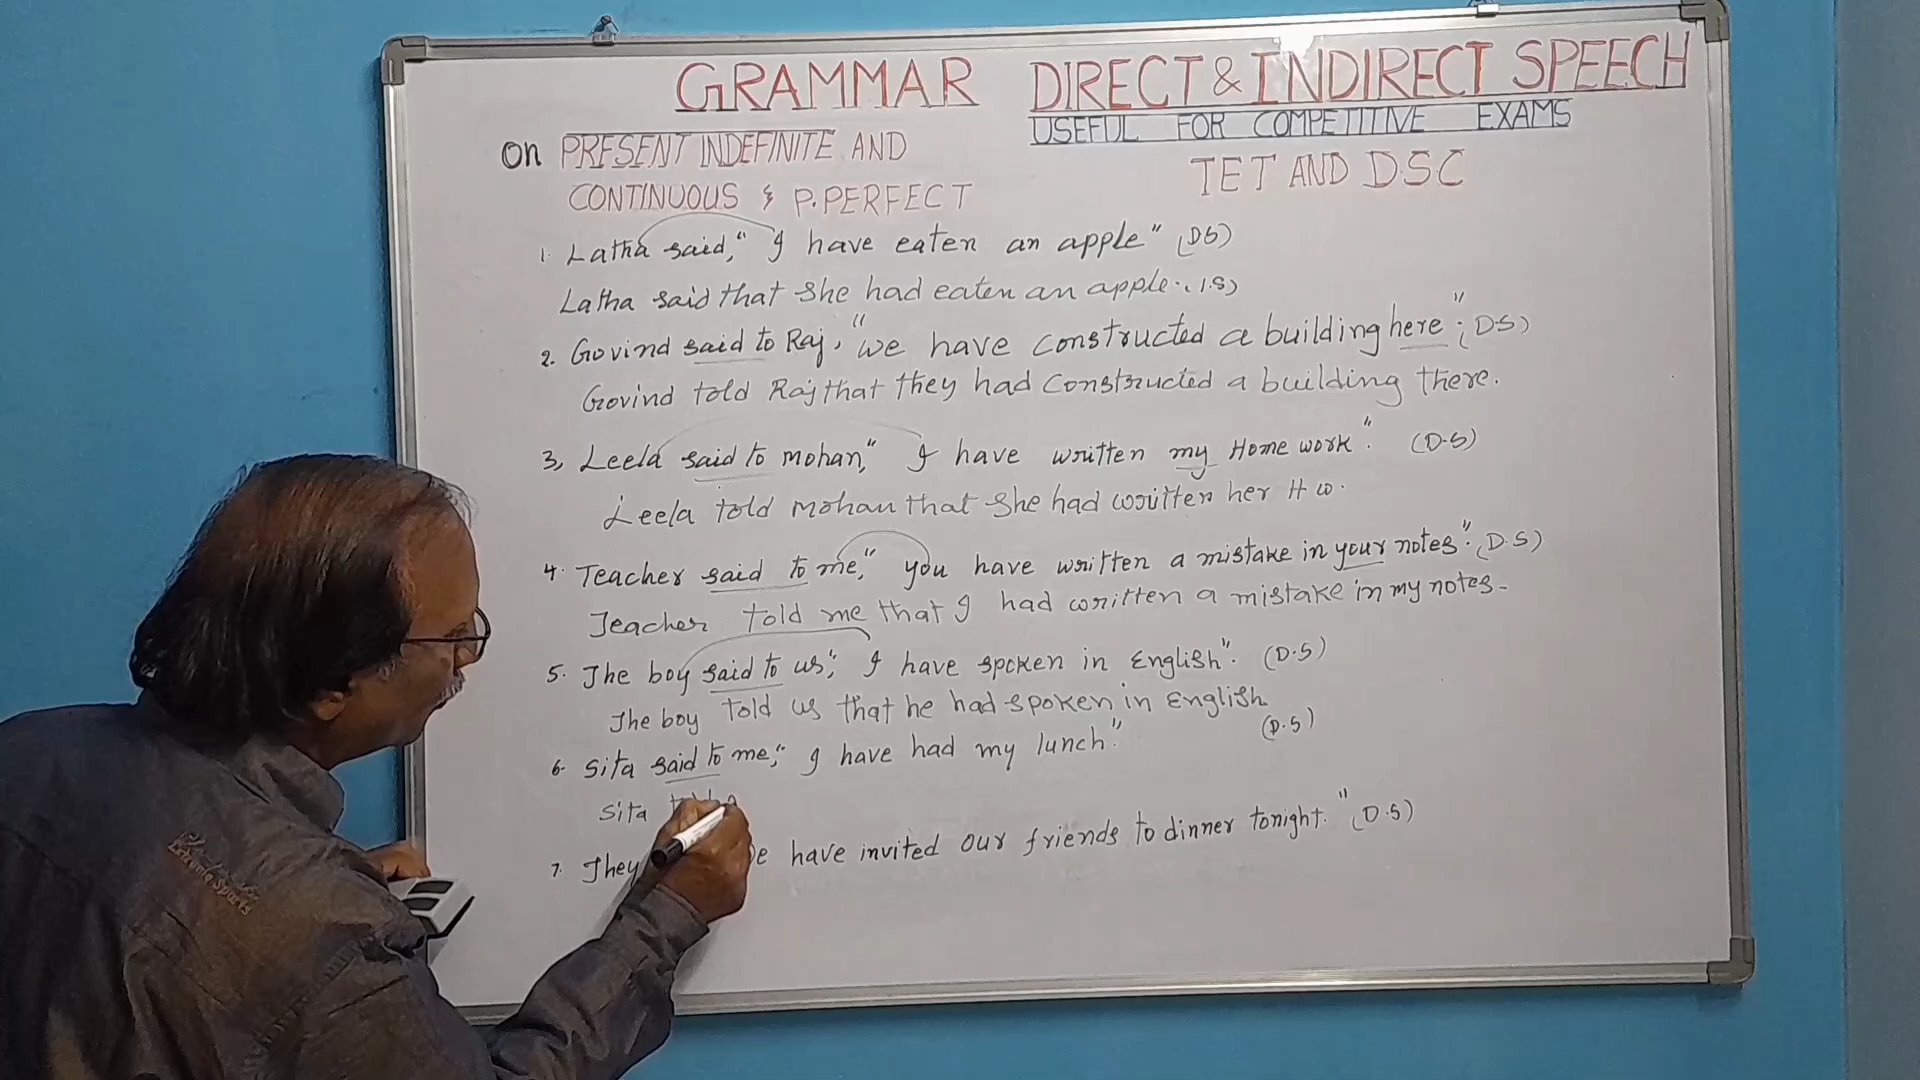 GRAMMAR DIRECT & INDIRECT SPEECH
USEFUL FOR COMPETITIVE EXAMS
On PRESENT INDEFINITE AND
CONTINUOUS & P.PERFECT
TET AND D.S.C
1. Latha said," I have eaten an apple" (DS)
Latha said that she had eaten an apple. (I.S)
2. Govind said to Raj, "we have constructed a building here". (D.S)
Govind told Raj that they had constructed a building there.
3, Leela said to mohan," I have written my Home work". (D.S)
Leela told mohan that she had written her H w.
4. Teacher said to me," you have written a mistake in your notes". (D.S)
Teacher told me that I had written a mistake in my notes.
5. The boy said to us", I have spoken in English". (D.S)
The boy told us that he had spoken in English
6. Sita said to me," I have had my lunch." (D.S)
Sita
7. They have invited our friends to dinner tonight." (D.S)